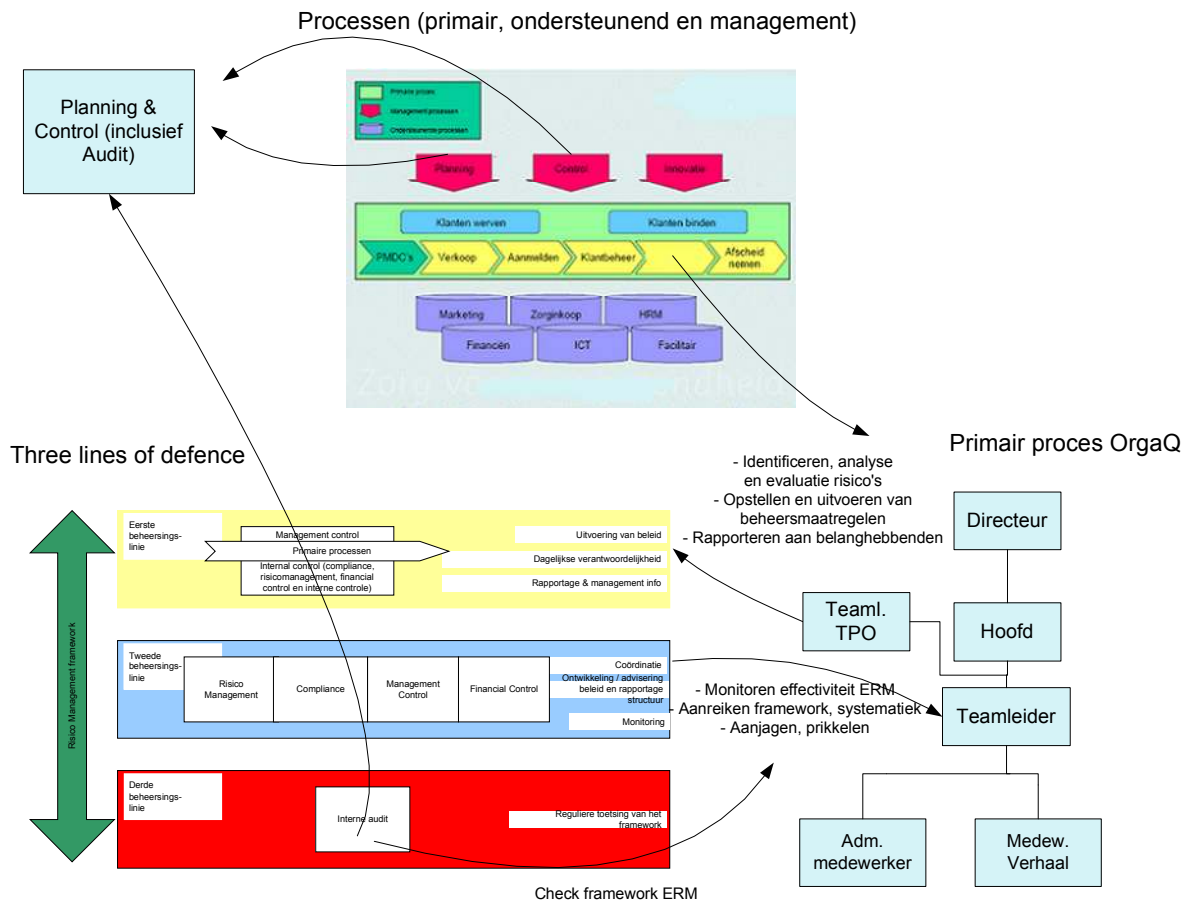 Processen (primair, ondersteunend en management)
Planning &
Control (inclusief
Audit)
Primaire proces
Management processen
Ondersteunende processen
Planning
Control
Innovatie
Klanten werven
Klanten binden
PMDC's
Verkoop
Aanmelden
Klantbeheer
Afscheid
nemen
Marketing
Zorginkoop
HRM
Financiën
ICT
Facilitair
Three lines of defence
Primair proces OrgaQ
- Identificeren, analyse
en evaluatie risico's
- Opstellen en uitvoeren van
beheersmaatregelen
- Rapporteren aan belanghebbenden
Risico Management framework
Eerste
beheersings-
linie
Management control
Primaire processen
Internal control (compliance,
risicomanagement, financial
control en interne controle)
Uitvoering van beleid
Dagelijkse verantwoordelijkheid
Rapportage & management info
Tweede
beheersings-
linie
Risico
Management
Compliance
Management
Control
Financial Control
Coördinatie
Ontwikkeling / advisering
beleid en rapportage
structuur
Monitoring
- Monitoren effectiviteit ERM
- Aanreiken framework, systematiek
- Aanjagen, prikkelen
Derde
beheersings-
linie
Interne audit
Reguliere toetsing van het
framework
Check framework ERM
Directeur
Teaml.
TPO
Hoofd
Teamleider
Adm.
medewerker
Medew.
Verhaal